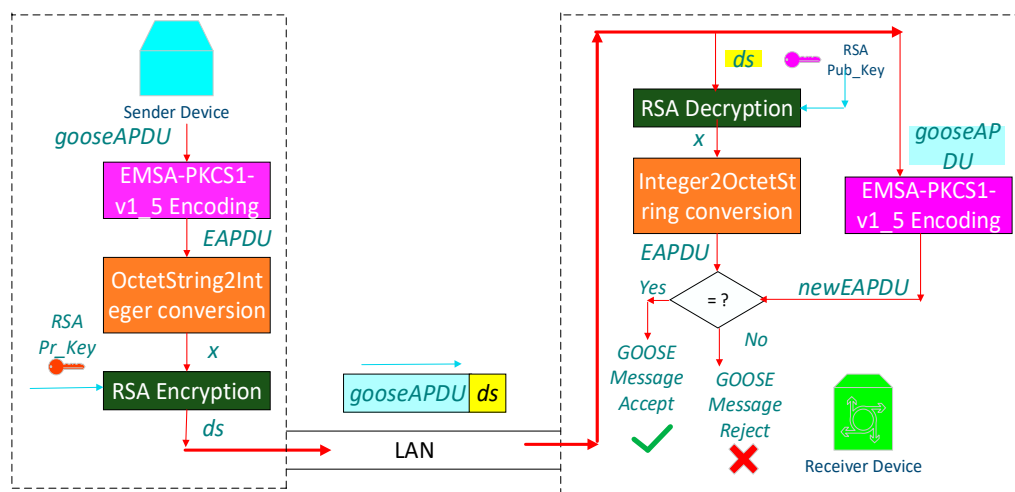 Sender Device
gooseAPDU
EMSA-PKCS1-
v1_5 Encoding
EAPDU
OctetString2Int
eger conversion
RSA
Pr_Key
x
RSA Encryption
ds
gooseAPDU ds
LAN
ds
RSA
Pub_Key
RSA Decryption
x
Integer2OctetSt
ring conversion
EAPDU
gooseAP
DU
EMSA-PKCS1-
v1_5 Encoding
newEAPDU
= ?
Yes
No
GOOSE
Message
Accept
GOOSE
Message
Reject
Receiver Device